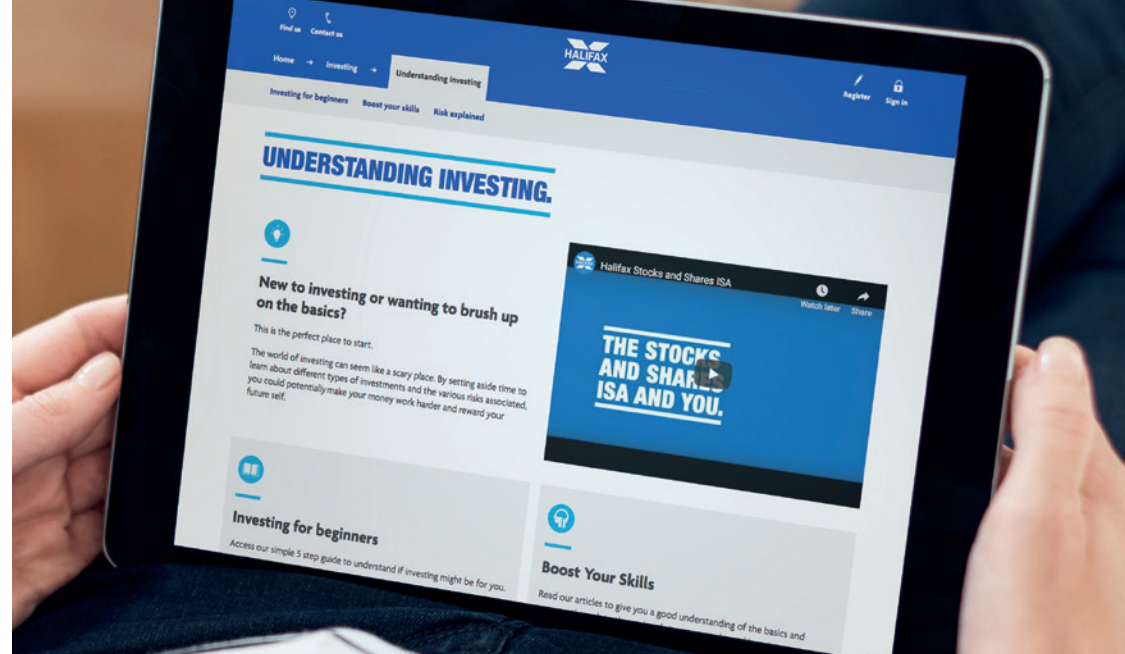 Find us Contact us
HALIFAX
Register Sign in
Home → Investing → Understanding investing
Investing for beginners Boost your skills Risk explained
UNDERSTANDING INVESTING.
New to investing or wanting to brush up
on the basics?
This is the perfect place to start.
The world of investing can seem like a scary place. By setting aside time to
learn about different types of investments and the various risks associated,
you could potentially make your money work harder and reward your
future self.
HALIFAX
Halifax Stocks and Shares ISA
Watch later Share
THE STOCKS
AND SHARES
ISA AND YOU.
Investing for beginners
Access our simple 5 step guide to understand if investing might be for you.
Boost Your Skills
Read our articles to give you a good understanding of the basics and